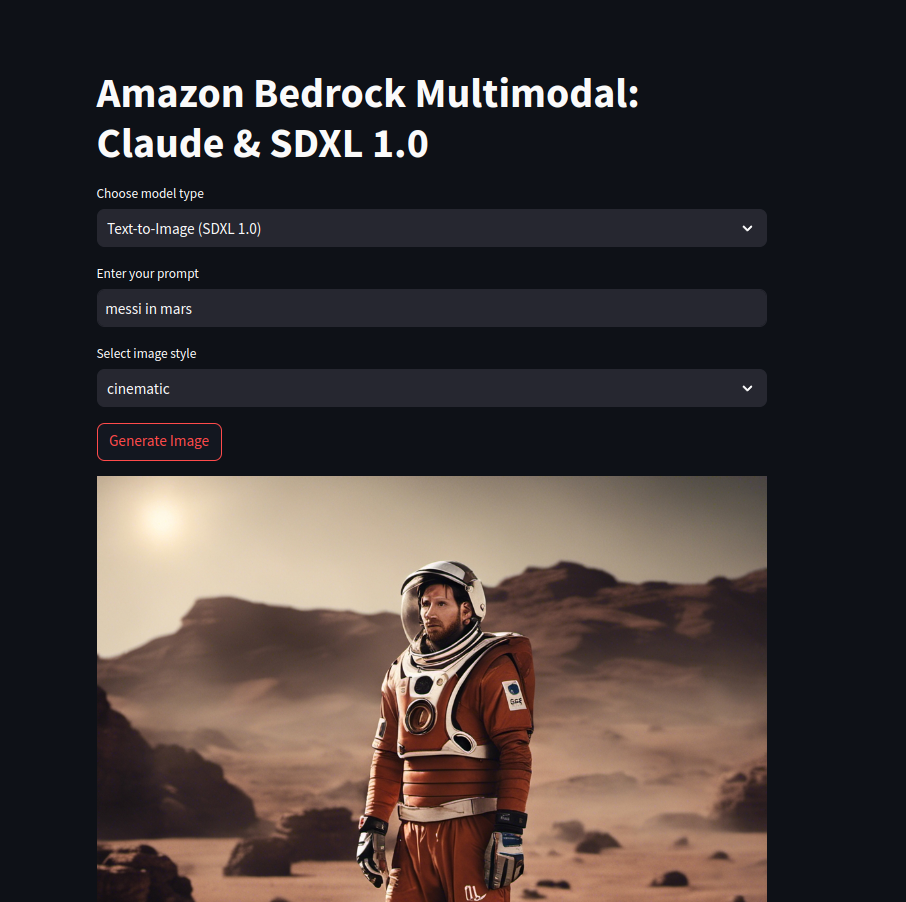 Amazon Bedrock Multimodal:
Claude & SDXL 1.0
Choose model type
Text-to-Image (SDXL 1.0)
Enter your prompt
messi in mars
Select image style
cinematic
Generate Image